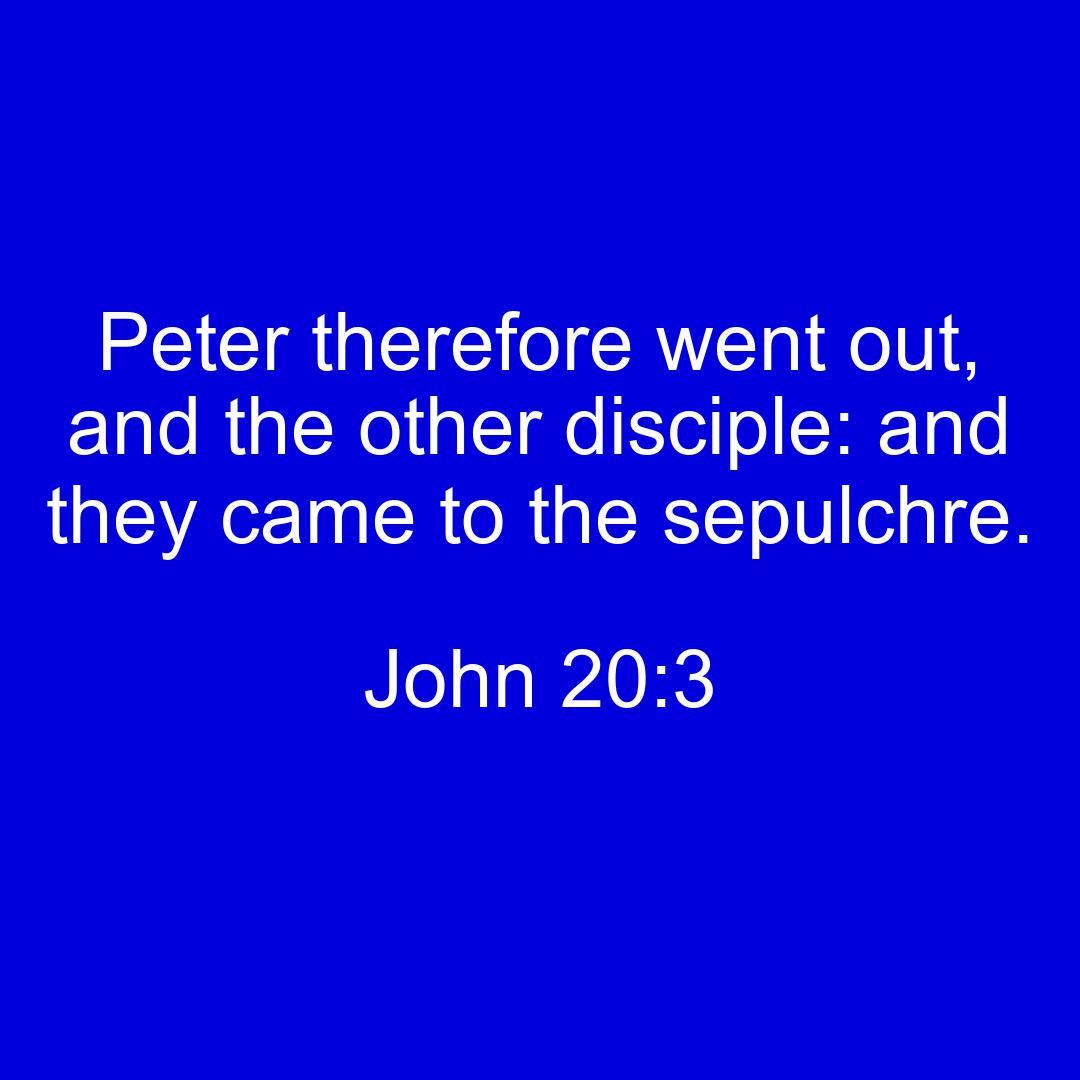 Peter therefore went out,
and the other disciple: and
they came to the sepulchre.
John 20:3